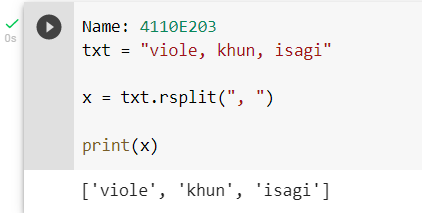 0s
Name: 4110E203
txt = "viole, khun, isagi"
x = txt.rsplit(", ")
print(x)
['viole', 'khun', 'isagi']